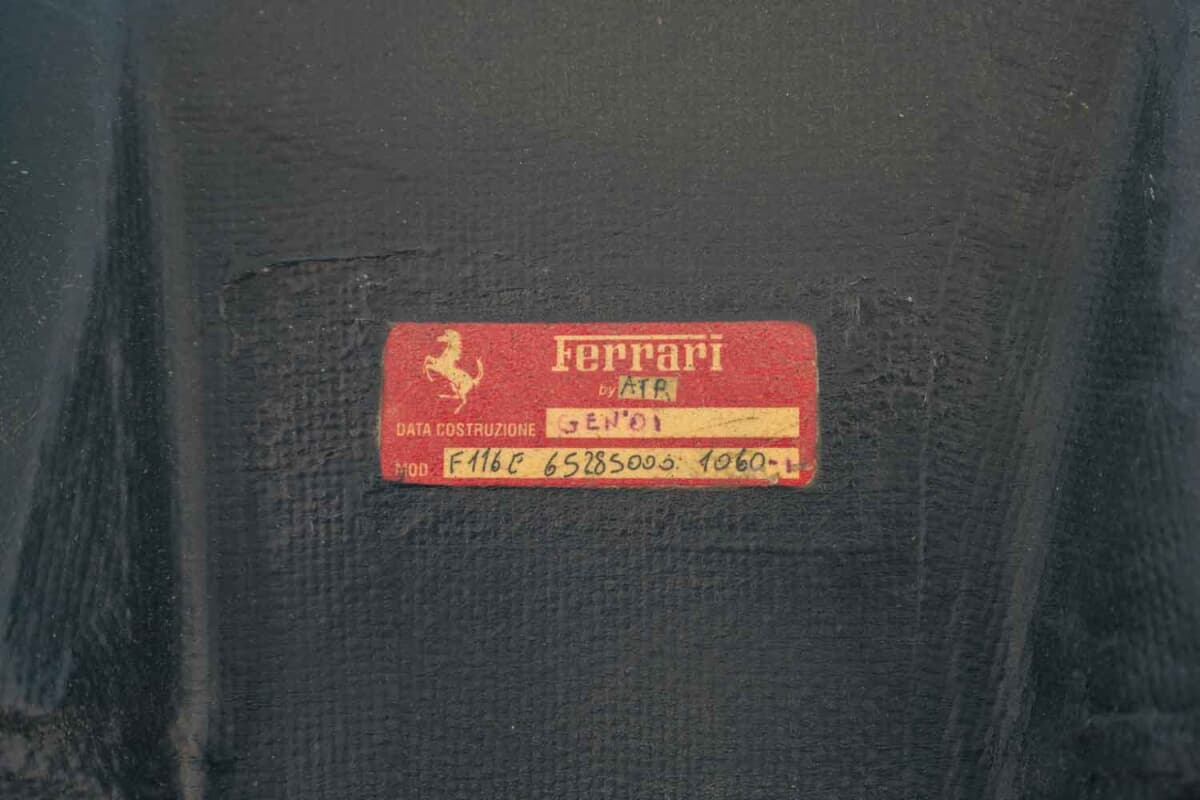 Ferrari
by ATR
DATA COSTRUZIONE GEN'01
MOD. F116C 65285000 1060-1